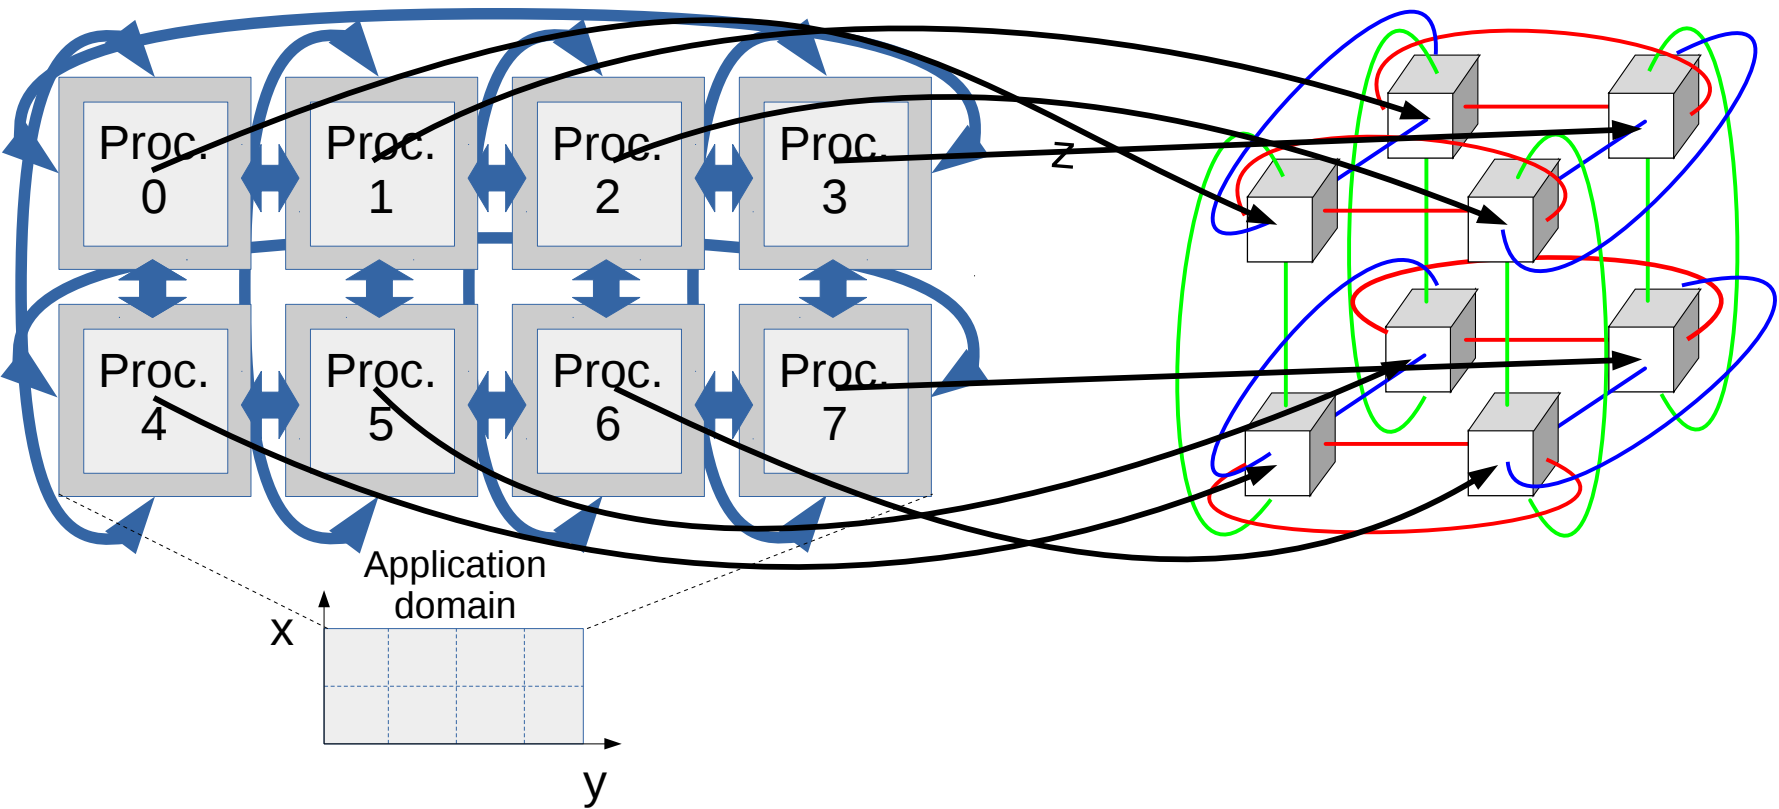 Proc.
0
Proc.
1
Proc.
2
Proc.
3
z
Proc.
4
Proc.
5
Proc.
6
Proc.
7
Application
domain
x
y